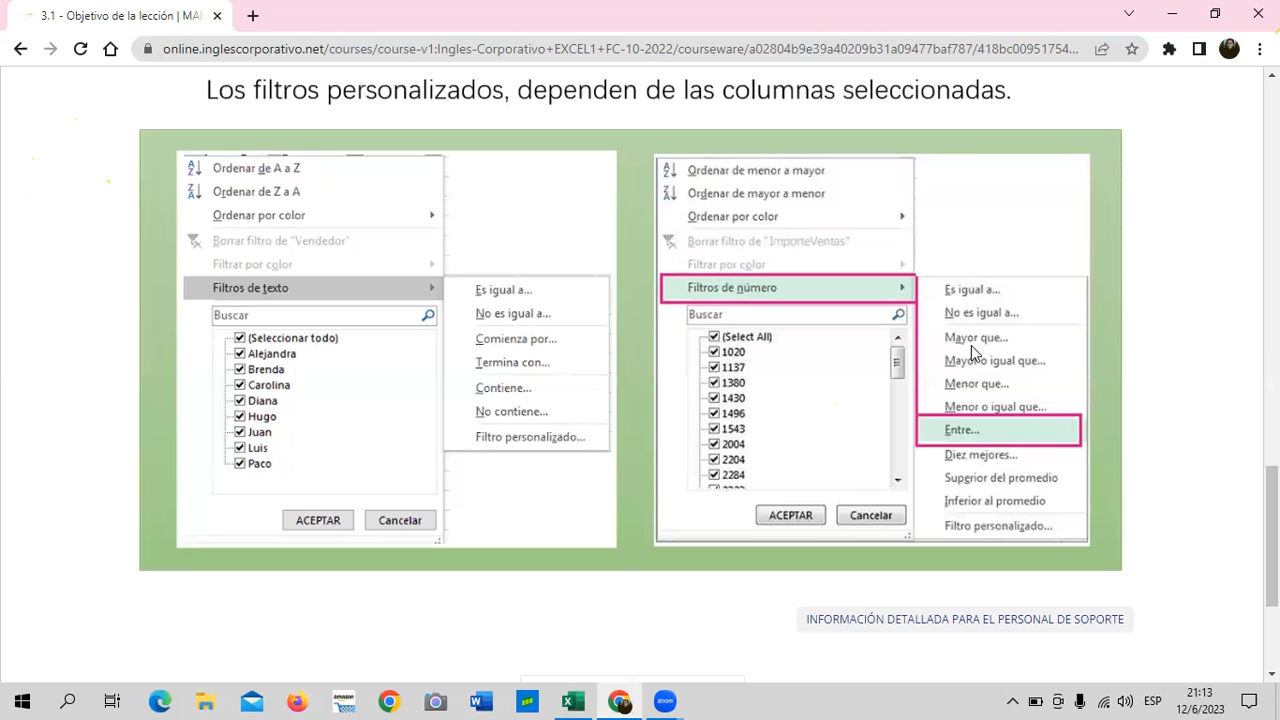 3.1 - Objetivo de la lección | MAN
online.inglescorporativo.net/courses/course-v1:Ingles-Corporativo+EXCEL1+FC-10-2022/courseware/a02804b9e39a40209b31a09477baf787/418bc00951754...
Los filtros personalizados, dependen de las columnas seleccionadas.
Ordenar de A a Z
Ordenar de Z a A
Ordenar por color
Borrar filtro de "Vendedor"
Filtrar por color
Filtros de texto
Buscar
(Seleccionar todo)
Alejandra
Brenda
Carolina
Diana
Hugo
Juan
Luis
Paco
ACEPTAR Cancelar
Es igual a...
No es igual a...
Comienza por...
Termina con...
Contiene...
No contiene...
Filtro personalizado...
Ordenar de menor a mayor
Ordenar de mayor a menor
Ordenar por color
Borrar filtro de "ImporteVentas"
Filtrar por color
Filtros de número
Buscar
(Select All)
1020
1137
1380
1430
1496
1543
2004
2204
2284
ACEPTAR Cancelar
Es igual a...
No es igual a...
Mayor que...
Mayor o igual que...
Menor que...
Menor o igual que...
Entre...
Diez mejores...
Superior del promedio
Inferior al promedio
Filtro personalizado...
INFORMACIÓN DETALLADA PARA EL PERSONAL DE SOPORTE
zoom
ESP
21:13
12/6/2023